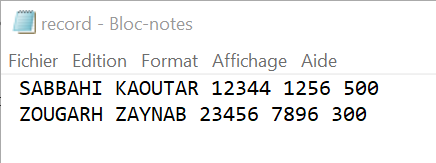 record - Bloc-notes
Fichier Edition Format Affichage Aide
SABBAHI KAOUTAR 12344 1256 500
ZOUGARH ZAYNAB 23456 7896 300